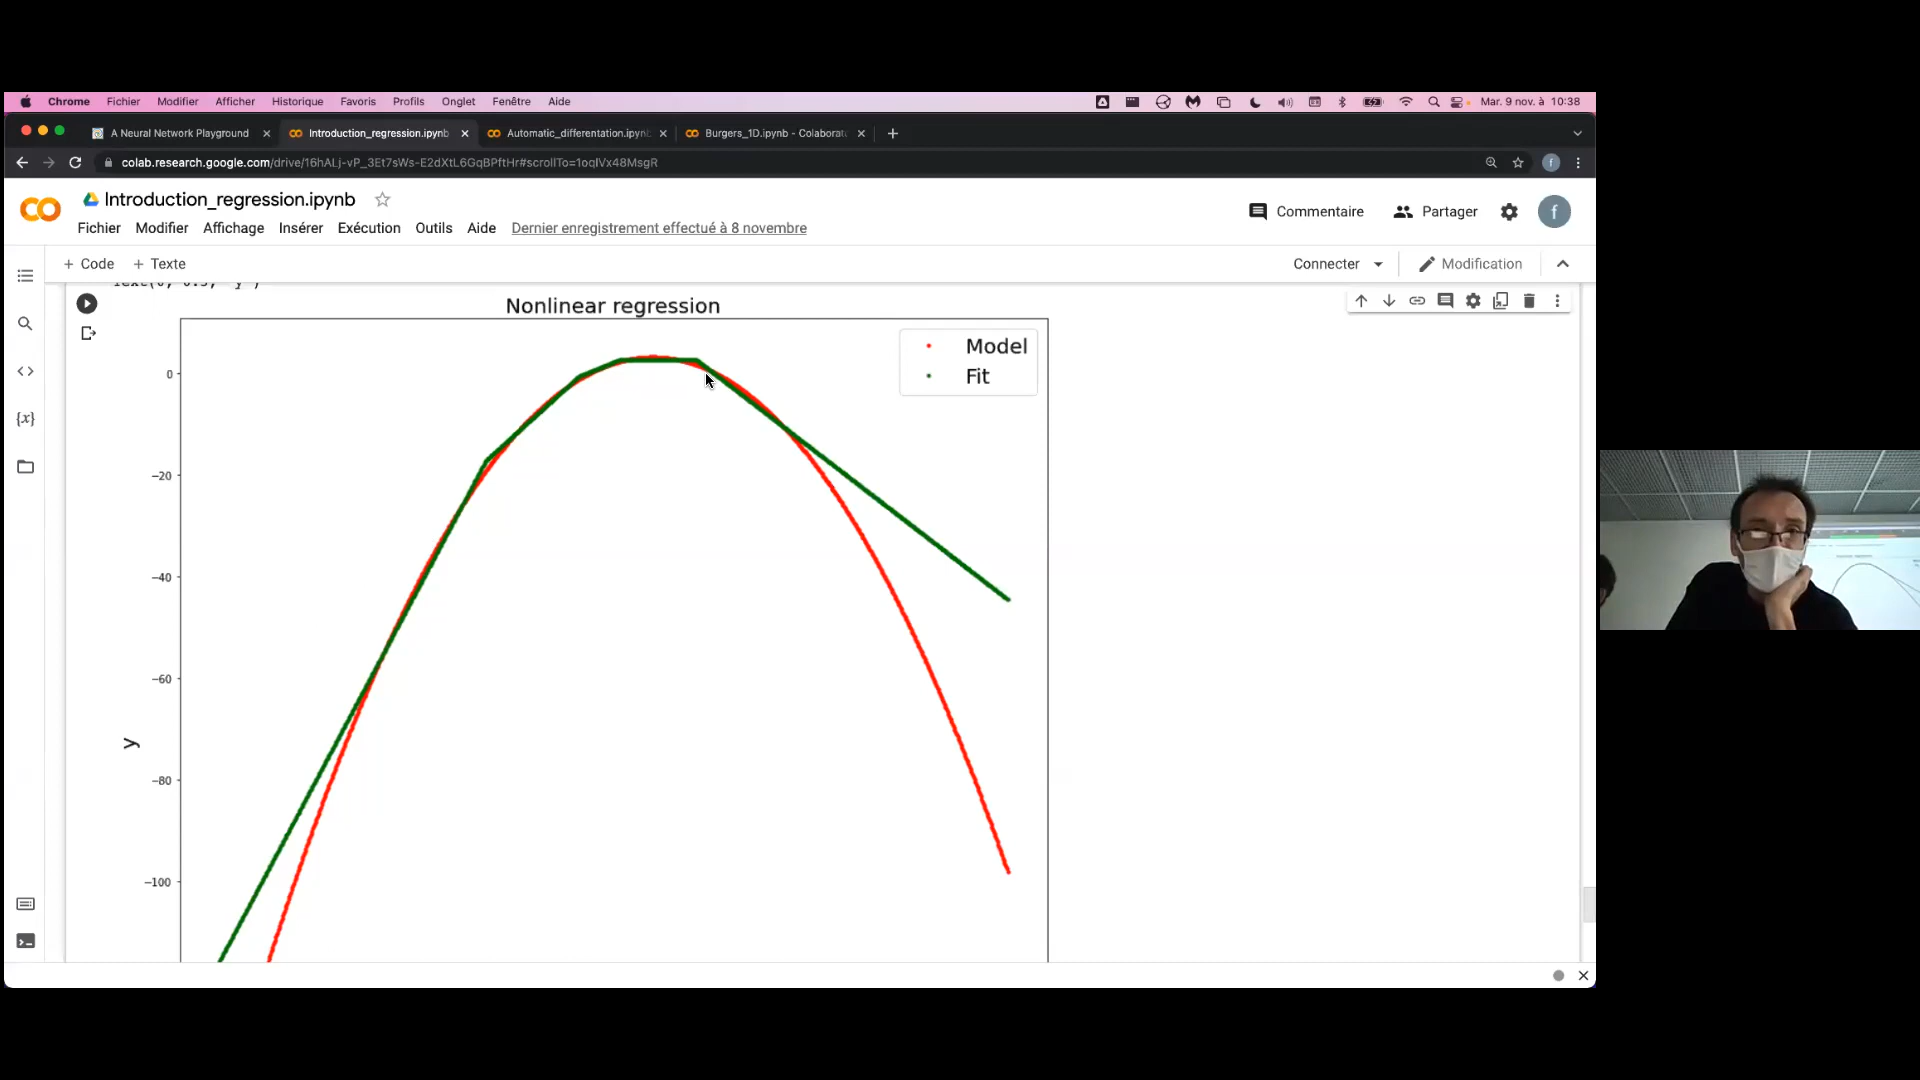 Chrome Fichier Modifier Afficher Historique Favoris Profils Onglet Fenêtre Aide Mar. 9 nov. à 10:38
A Neural Network Playground Introduction_regression.ipynb Automatic_differentation.ipynb Burgers_1D.ipynb - Colaborat
colab.research.google.com/drive/16hALj-vP_3Et7sWs-E2dXtL6GqBPftHr#scrollTo=1oqIVx48MsgR f
Introduction_regression.ipynb
Commentaire Partager f
Fichier Modifier Affichage Insérer Exécution Outils Aide Dernier enregistrement effectué à 8 novembre
+ Code + Texte Connecter Modification
Nonlinear regression
Model
Fit
0
−20
−40
−60
−80
−100
y